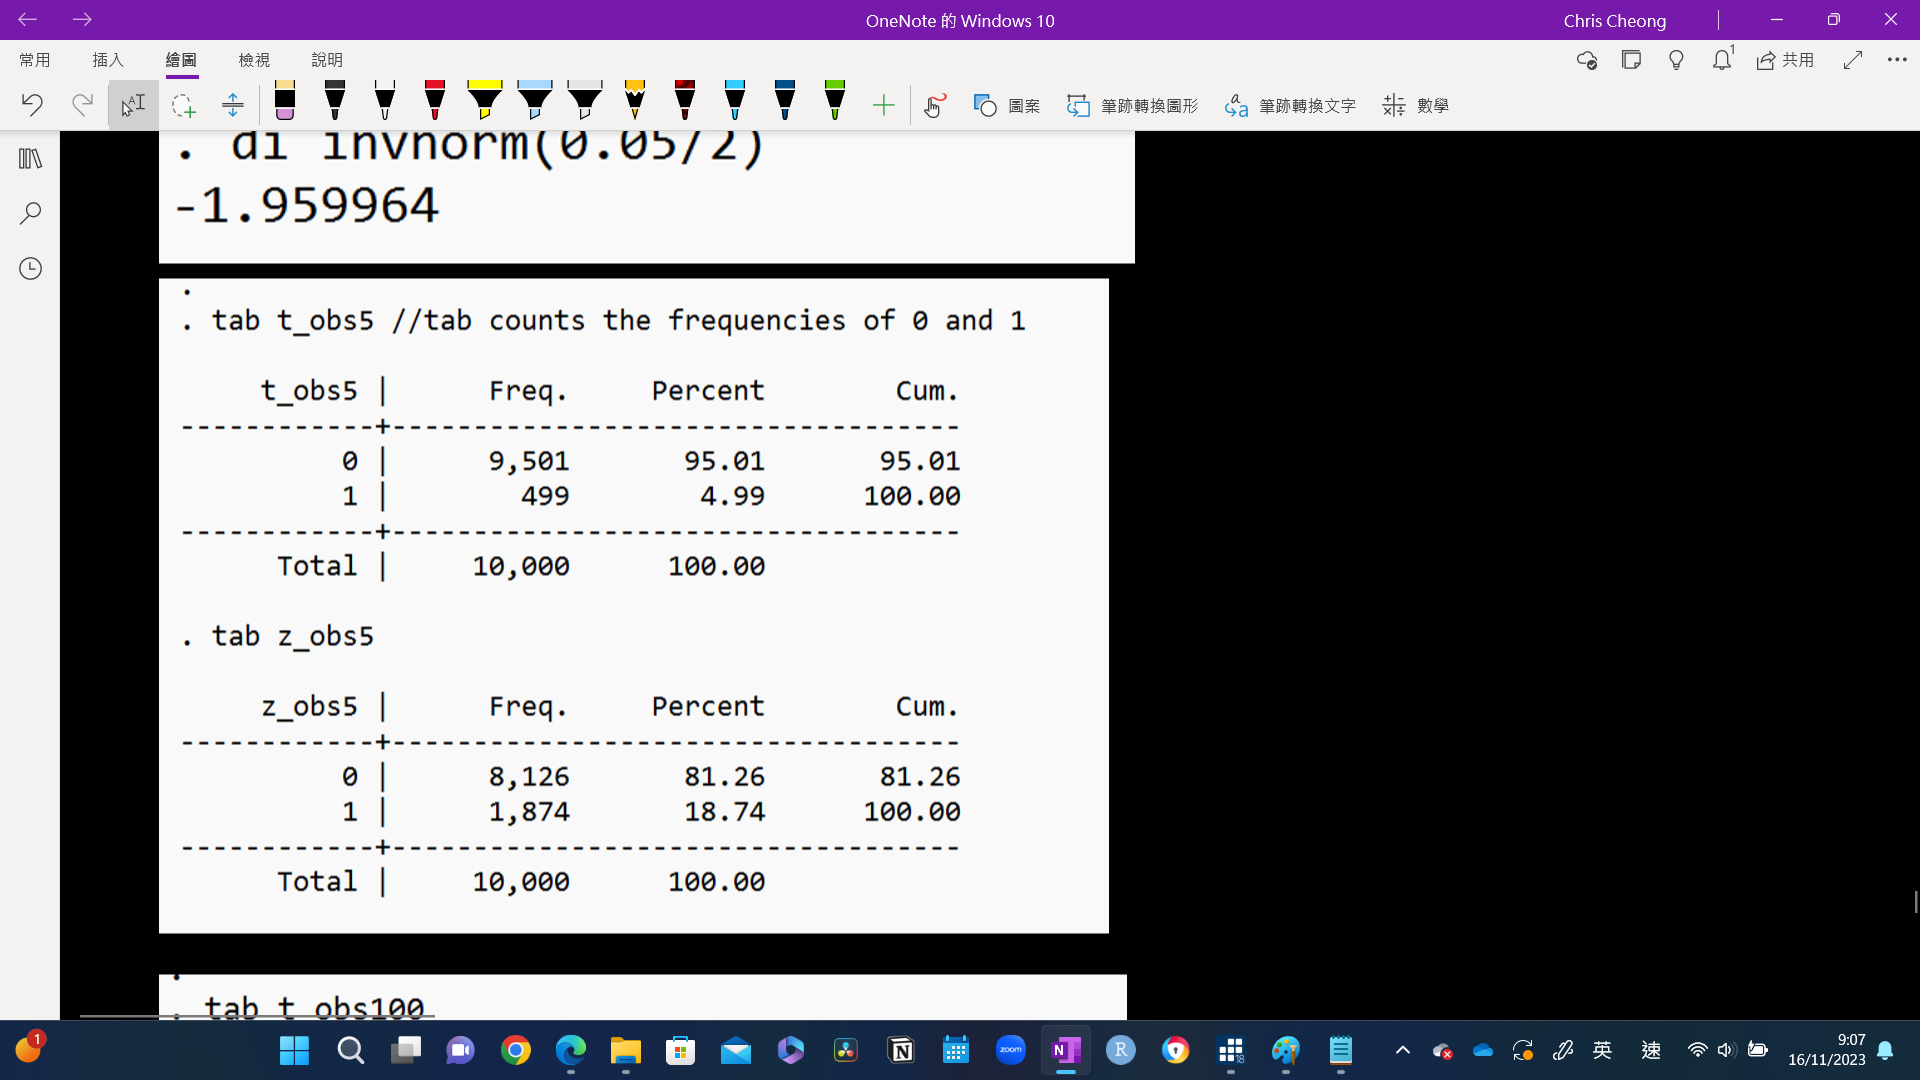 OneNote 的 Windows 10
Chris Cheong
常用 插入 繪圖 檢視 說明
1
共用
圖案 筆跡轉換圖形 筆跡轉換文字 數學
. di invnorm(0.05/2)
-1.959964
.
. tab t_obs5 //tab counts the frequencies of 0 and 1
t_obs5 | Freq. Percent Cum.
------------+-----------------------------------
0 | 9,501 95.01 95.01
1 | 499 4.99 100.00
------------+-----------------------------------
Total | 10,000 100.00
. tab z_obs5
z_obs5 | Freq. Percent Cum.
------------+-----------------------------------
0 | 8,126 81.26 81.26
1 | 1,874 18.74 100.00
------------+-----------------------------------
Total | 10,000 100.00
.
. tab t_obs100
1
zoom
N
R
18
英
速
9:07
16/11/2023